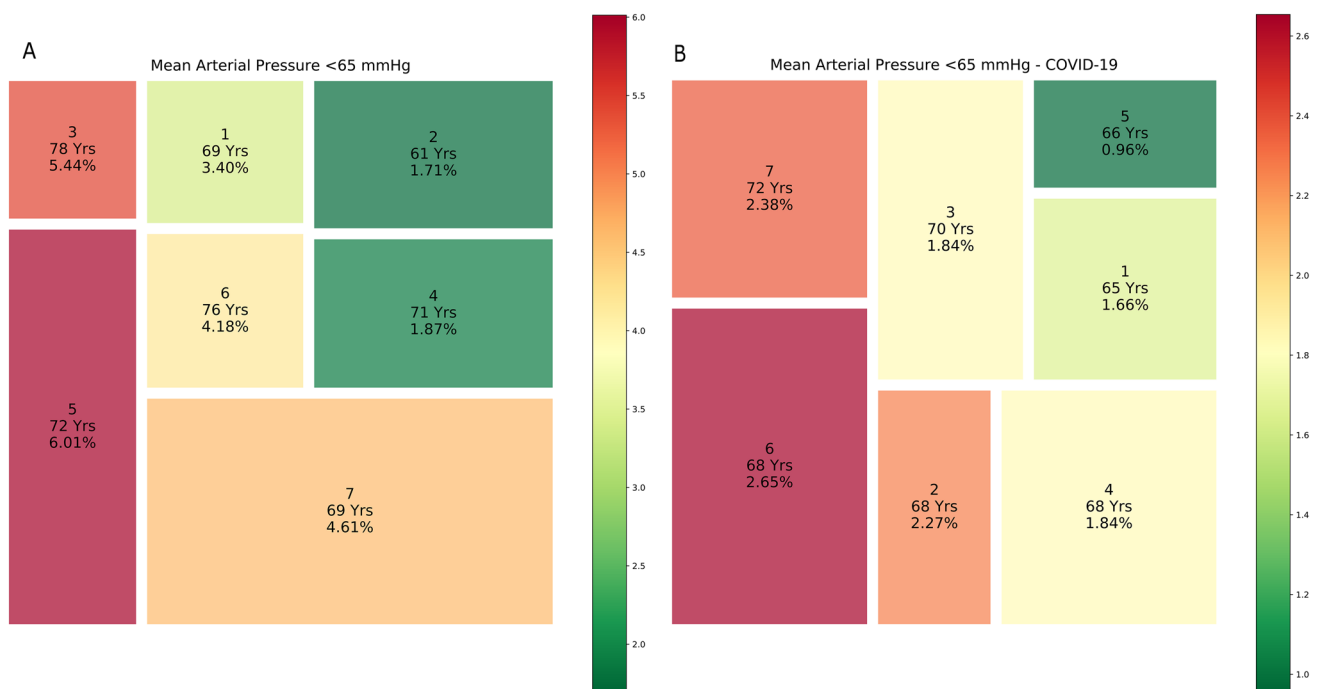 A
Mean Arterial Pressure <65 mmHg
3
78 Yrs
5.44%
1
69 Yrs
3.40%
2
61 Yrs
1.71%
5
72 Yrs
6.01%
6
76 Yrs
4.18%
4
71 Yrs
1.87%
7
69 Yrs
4.61%
6.0
5.5
5.0
4.5
4.0
3.5
3.0
2.5
2.0
B
Mean Arterial Pressure <65 mmHg - COVID-19
7
72 Yrs
2.38%
3
70 Yrs
1.84%
5
66 Yrs
0.96%
1
65 Yrs
1.66%
6
68 Yrs
2.65%
2
68 Yrs
2.27%
4
68 Yrs
1.84%
2.6
2.4
2.2
2.0
1.8
1.6
1.4
1.2
1.0